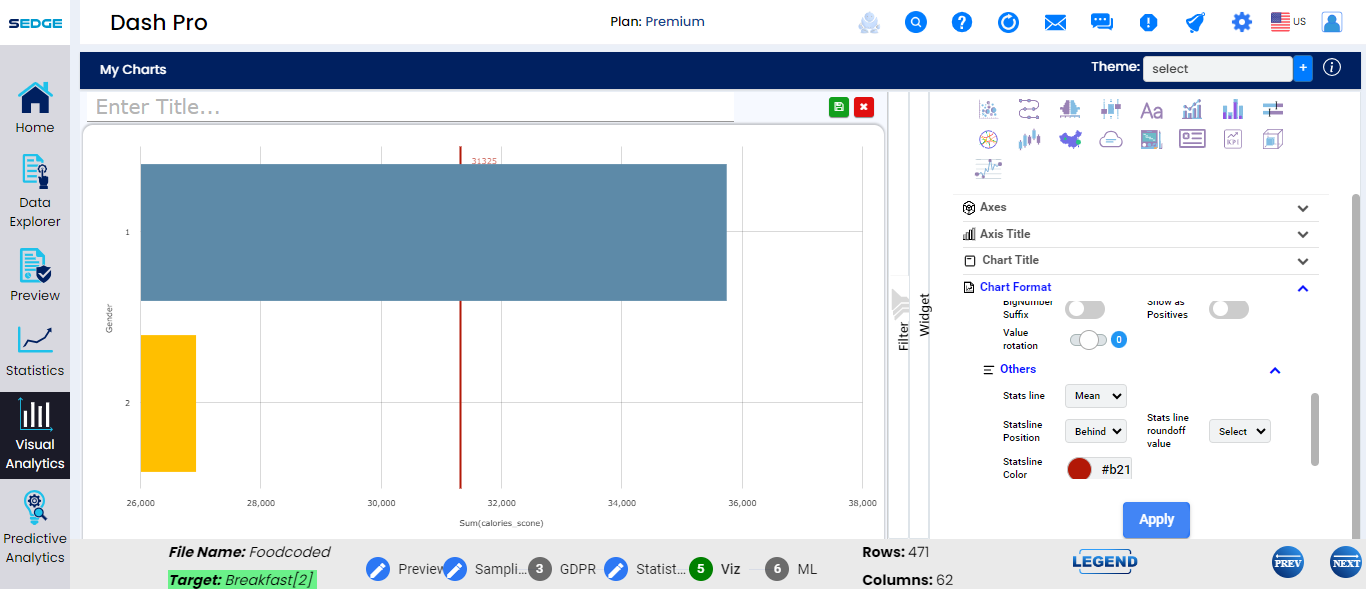 SEDGE
Dash Pro
Plan: Premium
US
My Charts
Theme: select +
Home
Data
Explorer
Preview
Statistics
Visual
Analytics
Predictive
Analytics
Enter Title...
31325
1
2
Gender
26,000 28,000 30,000 32,000 34,000 36,000 38,000
Sum(calories_scone)
Filter
Widget
Aa
KPI
Axes
Axis Title
Chart Title
Chart Format
BigNumber
Suffix
Show as
Positives
Value
rotation
0
Others
Stats line
Mean
Statsline
Position
Behind
Stats line
roundoff
value
Select
Statsline
Color
#b21
Apply
File Name: Foodcoded
Target: Breakfast[2]
Preview Sampli... 3 GDPR Statist... 5 Viz 6 ML
Rows: 471
Columns: 62
LEGEND
PREV
NEXT